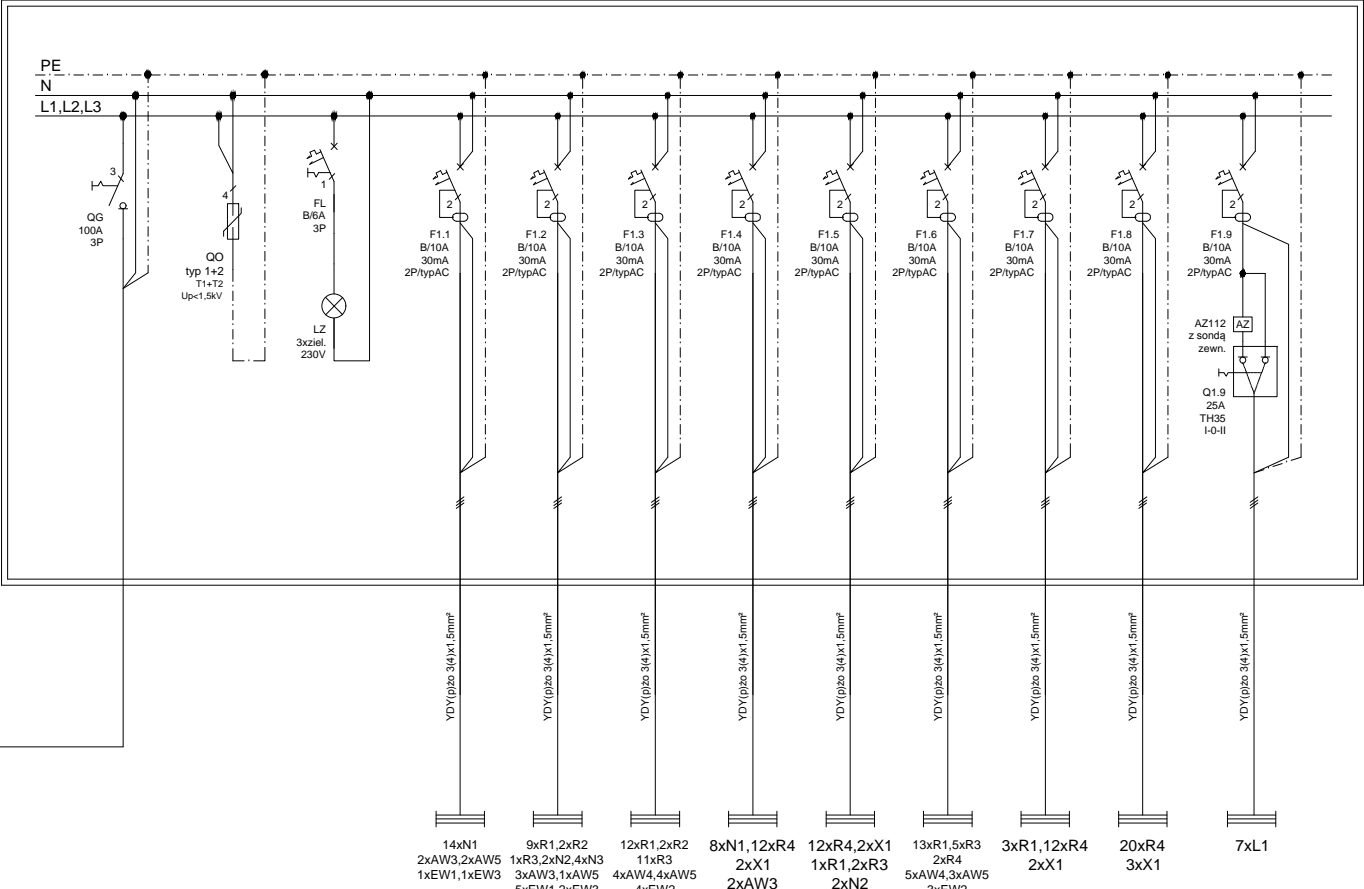 PE
N
L1,L2,L3
3
QG
100A
3P
4
QO
typ 1+2
T1+T2
Up<1,5kV
1
FL
B/6A
3P
LZ
3xziel.
230V
2
F1.1
B/10A
30mA
2P/typAC
2
F1.2
B/10A
30mA
2P/typAC
2
F1.3
B/10A
30mA
2P/typAC
2
F1.4
B/10A
30mA
2P/typAC
2
F1.5
B/10A
30mA
2P/typAC
2
F1.6
B/10A
30mA
2P/typAC
2
F1.7
B/10A
30mA
2P/typAC
2
F1.8
B/10A
30mA
2P/typAC
2
F1.9
B/10A
30mA
2P/typAC
AZ112
z sondą
zewn.
AZ
Q1.9
25A
TH35
I-0-II
YDY(p)żo 3(4)x1,5mm²
YDY(p)żo 3(4)x1,5mm²
YDY(p)żo 3(4)x1,5mm²
YDY(p)żo 3(4)x1,5mm²
YDY(p)żo 3(4)x1,5mm²
YDY(p)żo 3(4)x1,5mm²
YDY(p)żo 3(4)x1,5mm²
YDY(p)żo 3(4)x1,5mm²
YDY(p)żo 3(4)x1,5mm²
14xN1
2xAW3,2xAW5
1xEW1,1xEW3
9xR1,2xR2
1xR3,2xN2,4xN3
3xAW3,1xAW5
12xR1,2xR2
11xR3
4xAW4,4xAW5
8xN1,12xR4
2xX1
2xAW3
12xR4,2xX1
1xR1,2xR3
2xN2
13xR1,5xR3
2xR4
5xAW4,3xAW5
3xR1,12xR4
2xX1
20xR4
3xX1
7xL1